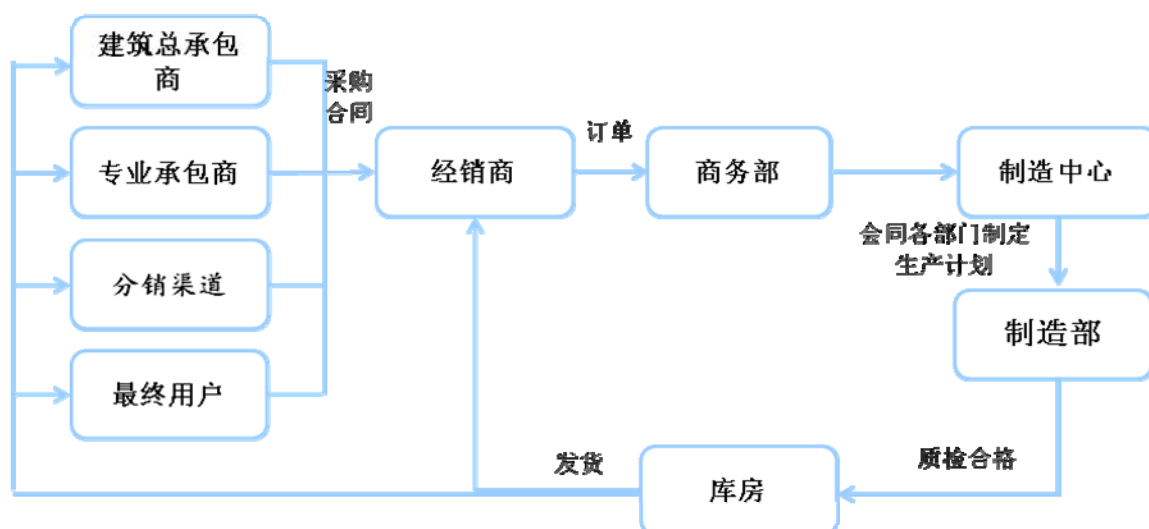 建筑总承包
商
采购
合同
专业承包商
经销商
订单
商务部
制造中心
会同各部门制定
生产计划
分销渠道
制造部
最终用户
发货
质检合格
库房